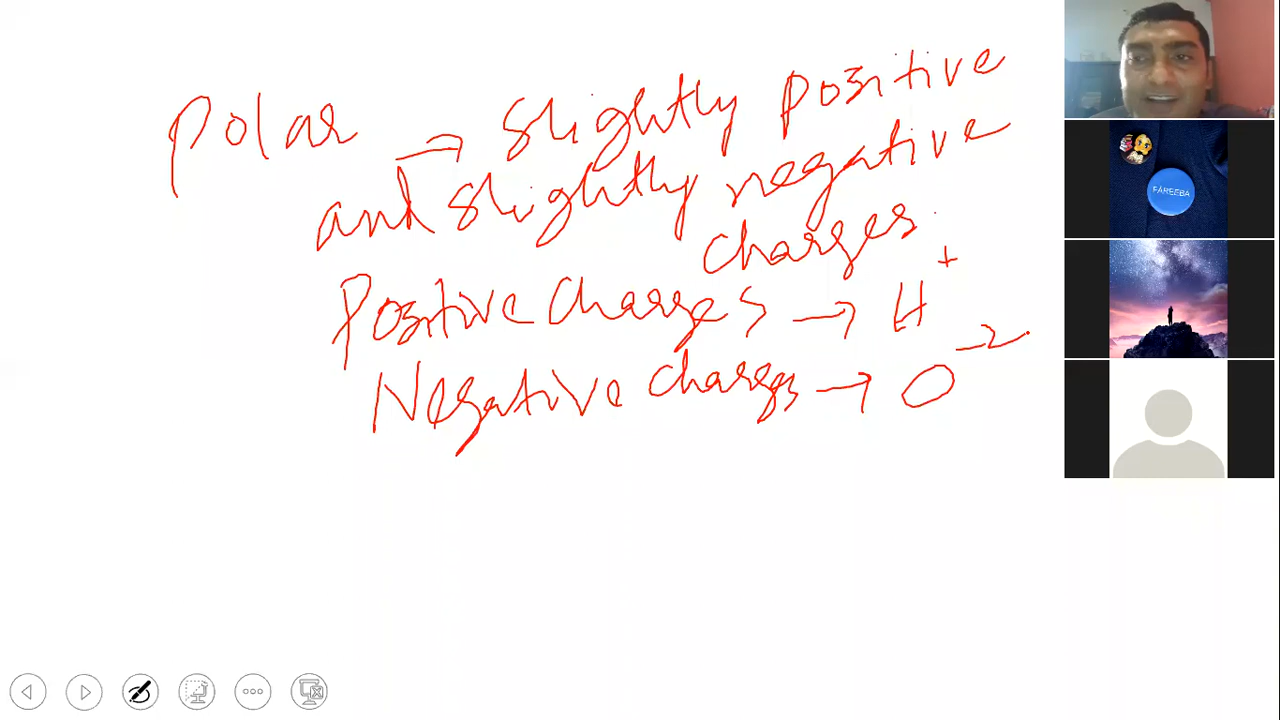 Polar → slightly positive
and slightly negative
charges
Positive charges → H⁺
Negative charges → O⁻²
FAREEBA